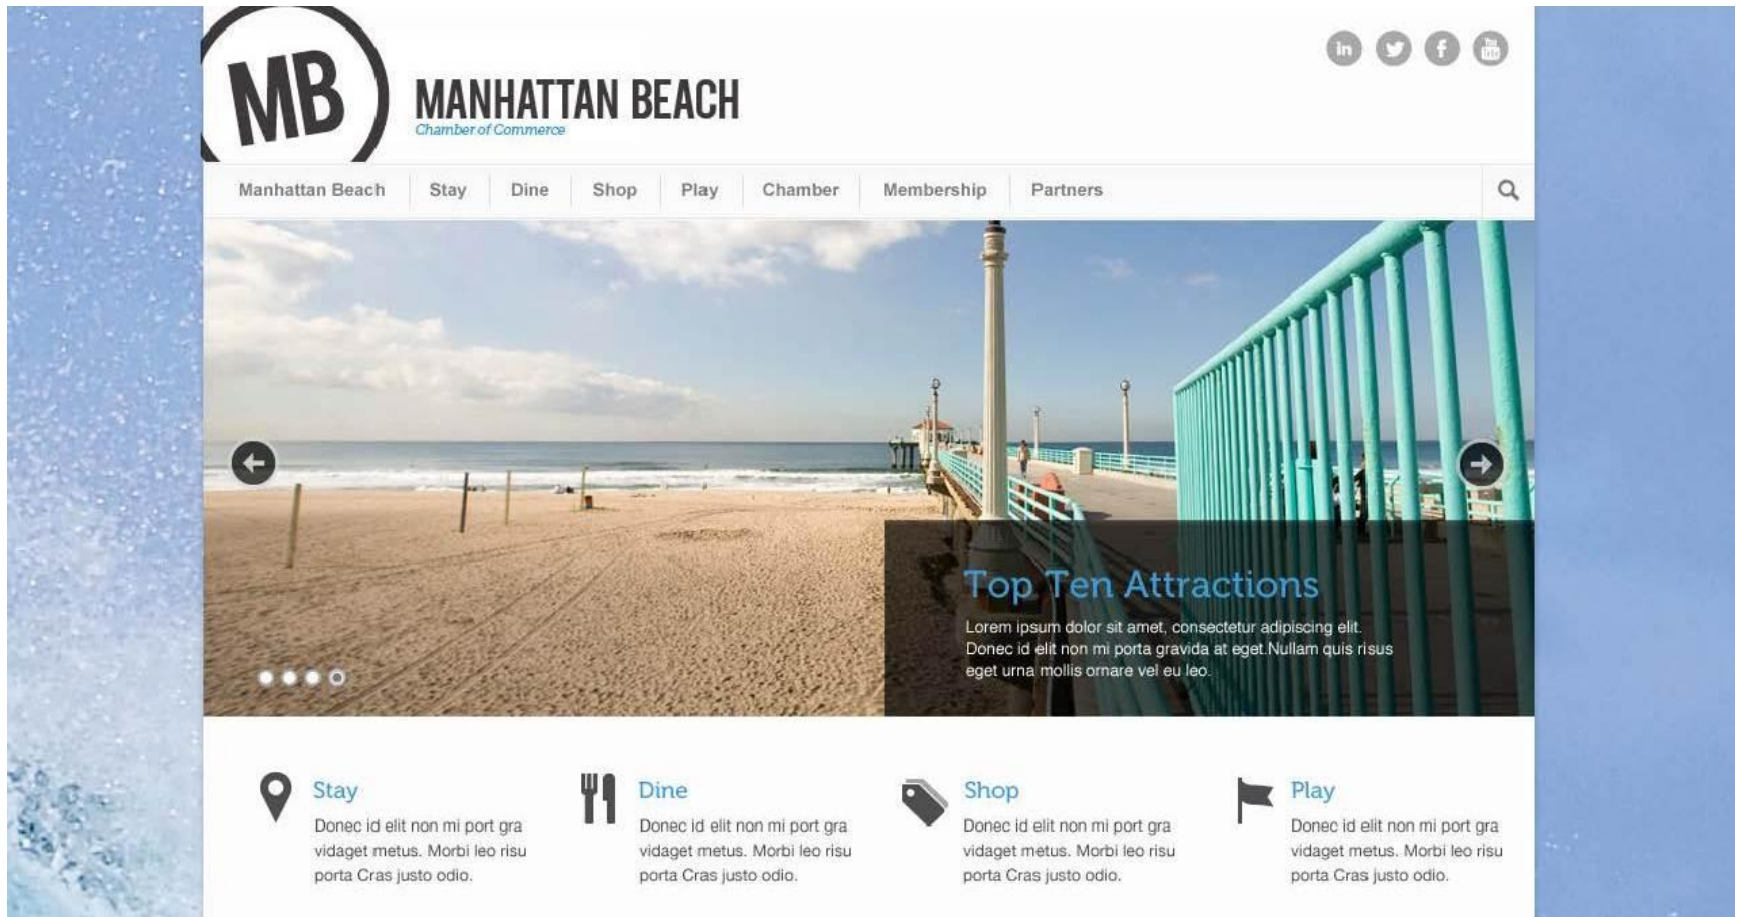 MB
MANHATTAN BEACH
Chamber of Commerce
in
f
You
Tube
Manhattan Beach
Stay
Dine
Shop
Play
Chamber
Membership
Partners
Top Ten Attractions
Lorem ipsum dolor sit amet, consectetur adipiscing elit.
Donec id elit non mi porta gravida at eget.Nullam quis risus
eget urna mollis ornare vel eu leo.
Stay
Donec id elit non mi port gra
vidaget metus. Morbi leo risu
porta Cras justo odio.
Dine
Donec id elit non mi port gra
vidaget metus. Morbi leo risu
porta Cras justo odio.
Shop
Donec id elit non mi port gra
vidaget metus. Morbi leo risu
porta Cras justo odio.
Play
Donec id elit non mi port gra
vidaget metus. Morbi leo risu
porta Cras justo odio.